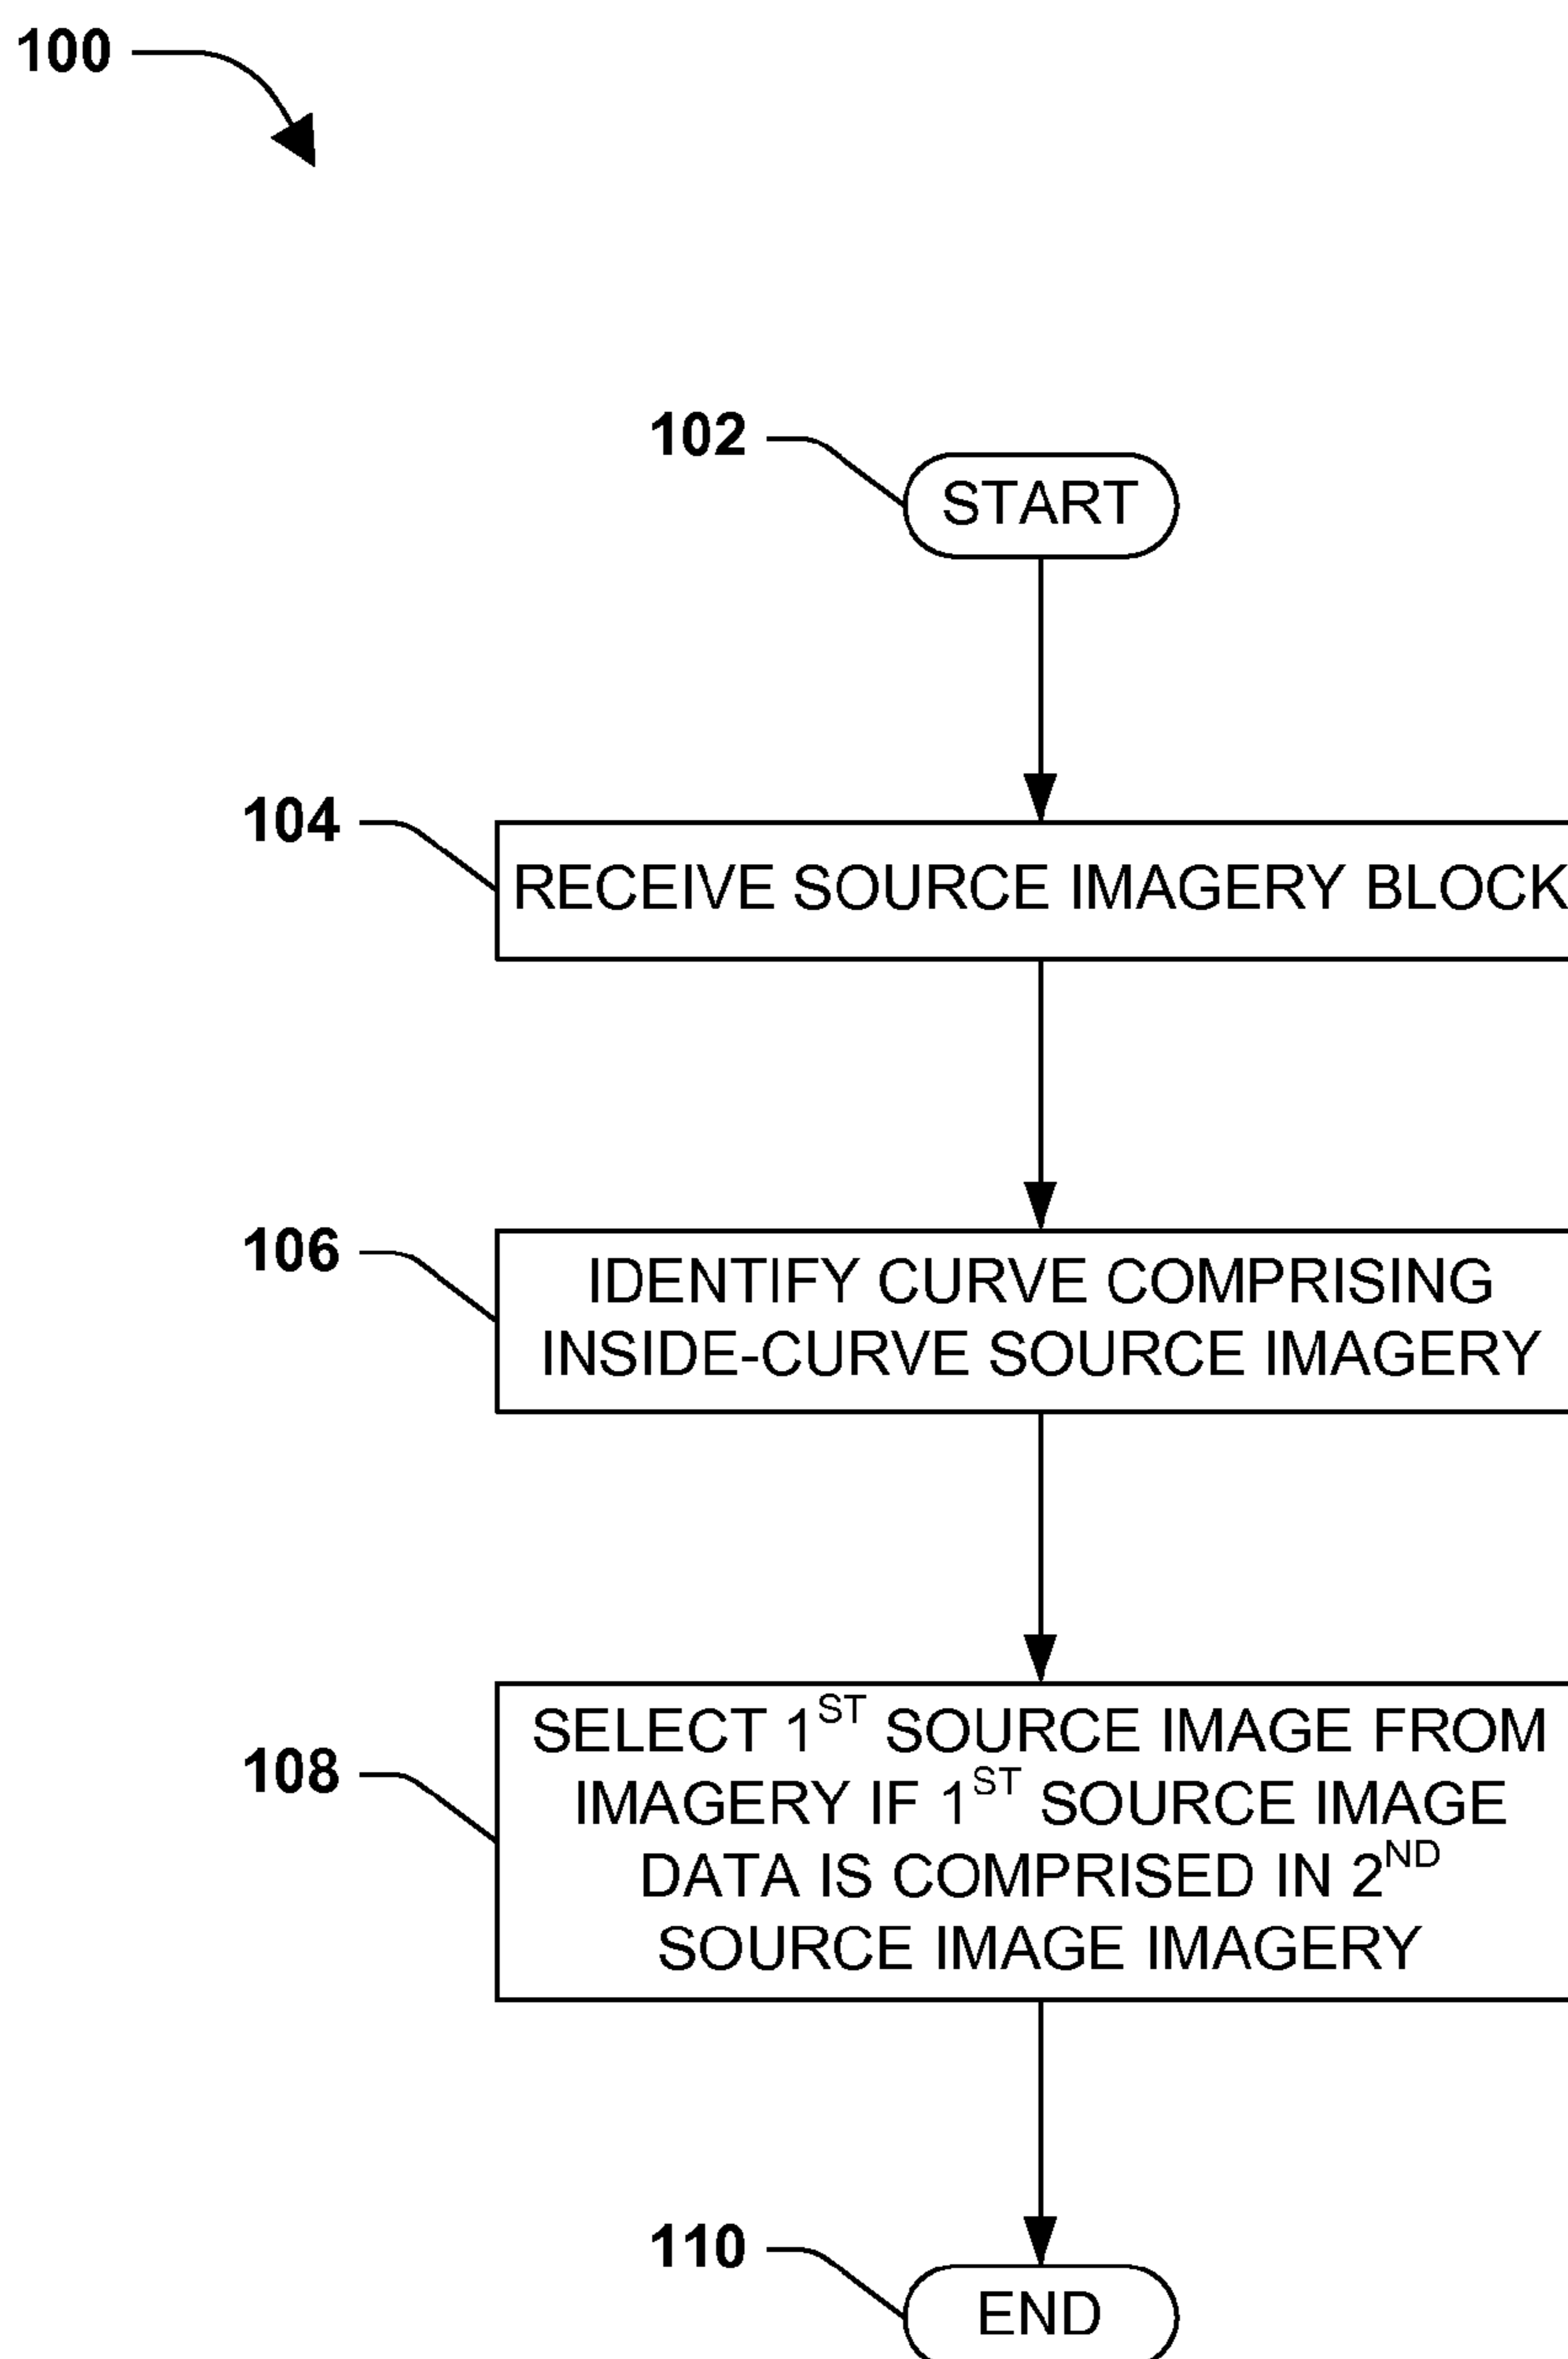 100
102
START
104
RECEIVE SOURCE IMAGERY BLOCK
106
IDENTIFY CURVE COMPRISING
INSIDE-CURVE SOURCE IMAGERY
108
SELECT 1ST SOURCE IMAGE FROM
IMAGERY IF 1ST SOURCE IMAGE
DATA IS COMPRISED IN 2ND
SOURCE IMAGE IMAGERY
110
END